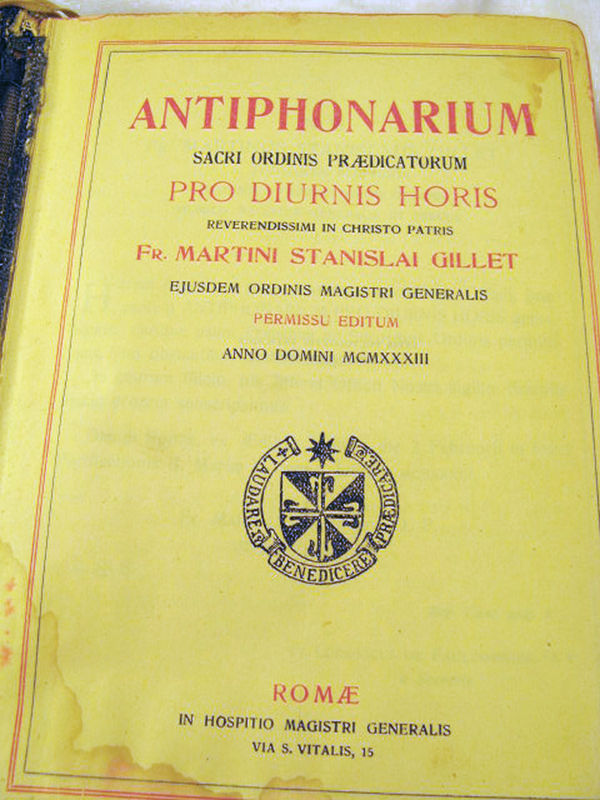 ANTIPHONARIUM
SACRI ORDINIS PRÆDICATORUM
PRO DIURNIS HORIS
REVERENDISSIMI IN CHRISTO PATRIS
FR. MARTINI STANISLAI GILLET
EJUSDEM ORDINIS MAGISTRI GENERALIS
PERMISSU EDITUM
ANNO DOMINI MCMXXXIII
LAUDARE
BENEDICERE
PRÆDICARE
ROMÆ
IN HOSPITIO MAGISTRI GENERALIS
VIA S. VITALIS, 15